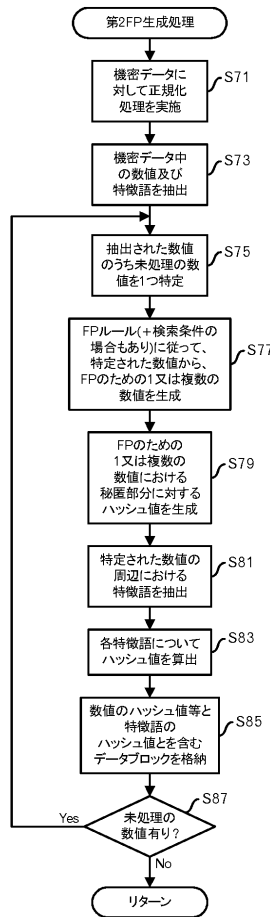 第2FP生成処理
機密データに
対して正規化
処理を実施
S71
機密データ中
の数値及び
特徴語を抽出
S73
抽出された数値
のうち未処理の数
値を1つ特定
S75
FPルール(+検索条件の
場合もあり)に従って、
特定された数値から、
FPのための1又は複数の
数値を生成
S77
FPのための
1又は複数の
数値における
秘匿部分に対する
ハッシュ値を生成
S79
特定された数値の
周辺における
特徴語を抽出
S81
各特徴語について
ハッシュ値を算出
S83
数値のハッシュ値等と
特徴語の
ハッシュ値とを含む
データブロックを格納
S85
未処理の
数値有り?
S87
Yes
No
リターン